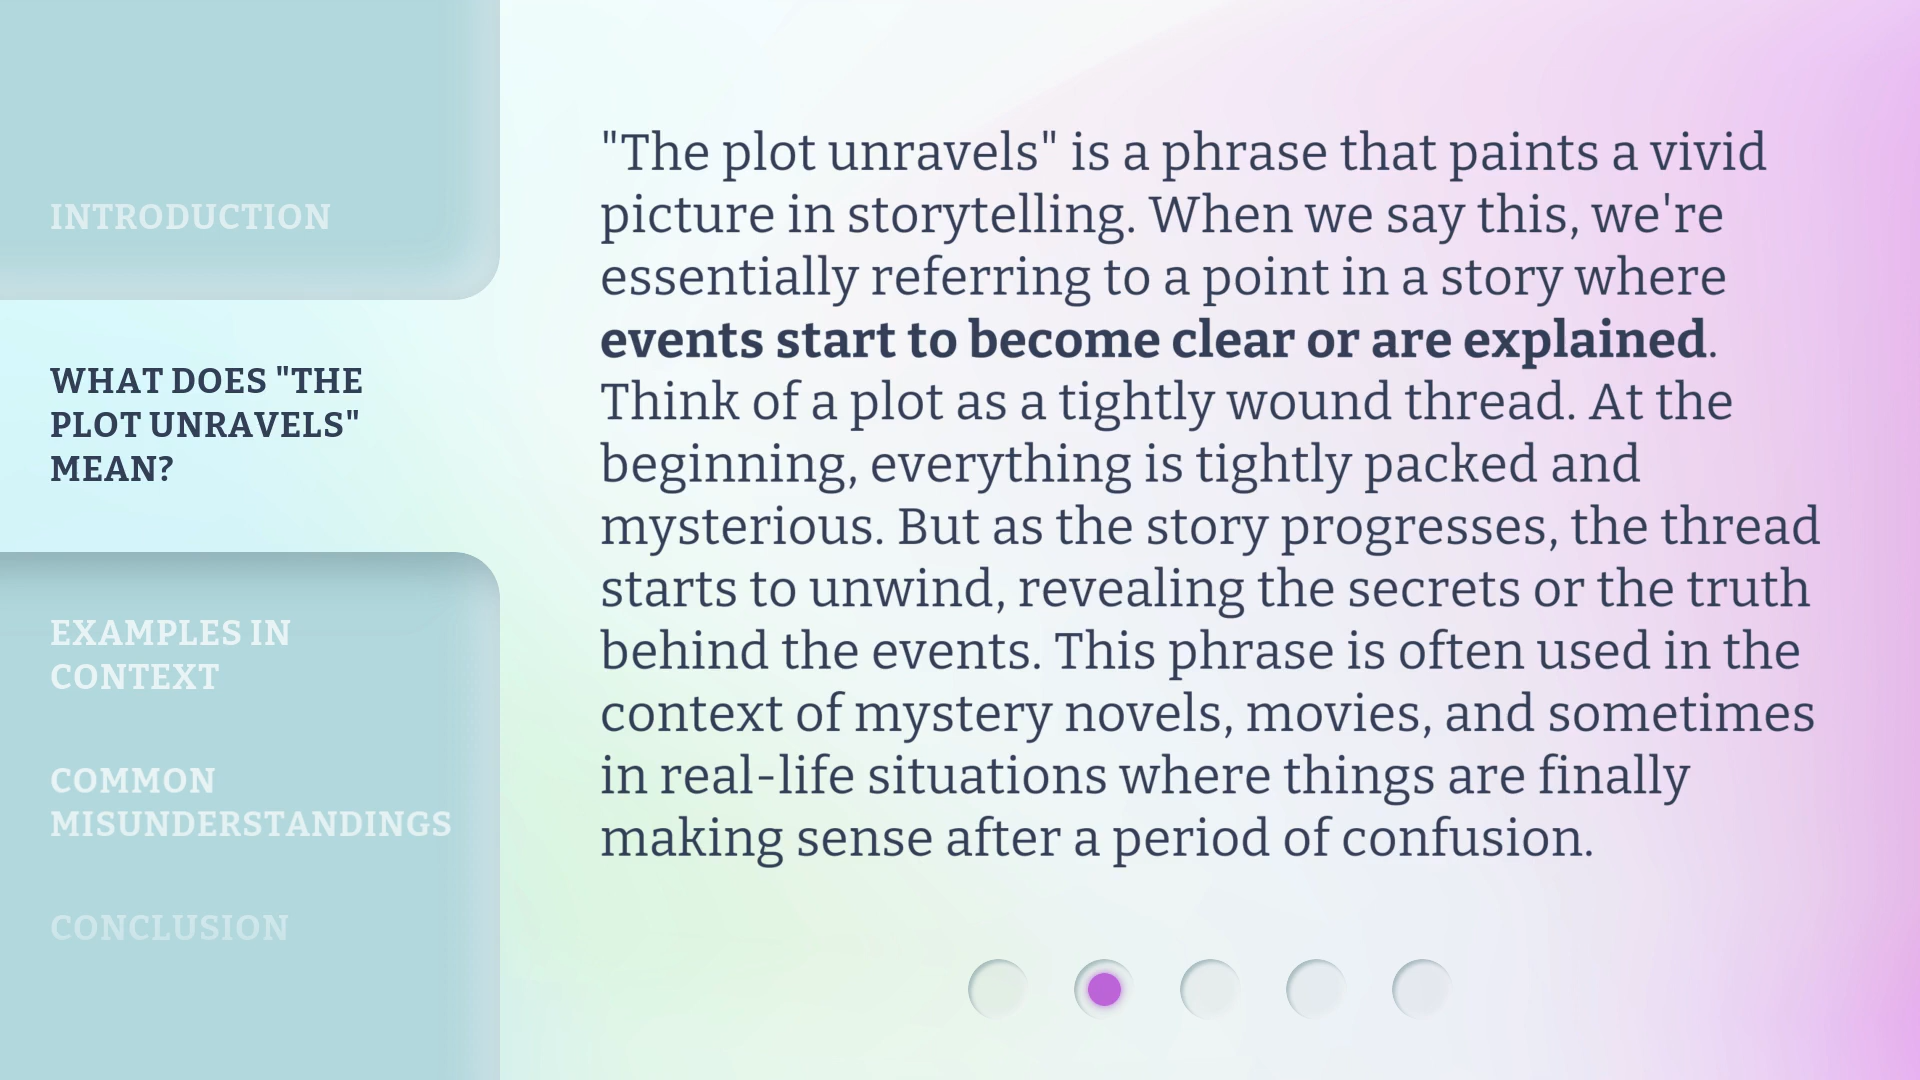 INTRODUCTION
WHAT DOES "THE
PLOT UNRAVELS"
MEAN?
EXAMPLES IN
CONTEXT
COMMON
MISUNDERSTANDINGS
CONCLUSION
"The plot unravels" is a phrase that paints a vivid
picture in storytelling. When we say this, we're
essentially referring to a point in a story where
events start to become clear or are explained.
Think of a plot as a tightly wound thread. At the
beginning, everything is tightly packed and
mysterious. But as the story progresses, the thread
starts to unwind, revealing the secrets or the truth
behind the events. This phrase is often used in the
context of mystery novels, movies, and sometimes
in real-life situations where things are finally
making sense after a period of confusion.